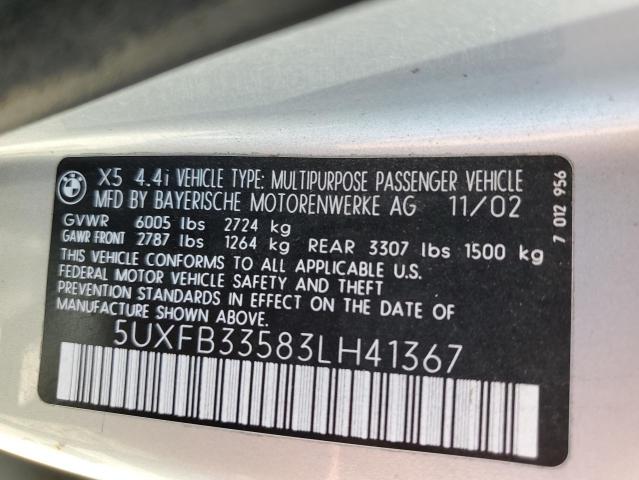 X5 4.4i VEHICLE TYPE: MULTIPURPOSE PASSENGER VEHICLE
MFD BY BAYERISCHE MOTORENWERKE AG 11/02
GVWR 6005 lbs 2724 kg
GAWR FRONT 2787 lbs 1264 kg REAR 3307 lbs 1500 kg
THIS VEHICLE CONFORMS TO ALL APPLICABLE U.S.
FEDERAL MOTOR VEHICLE SAFETY AND THEFT
PREVENTION STANDARDS IN EFFECT ON THE DATE OF
MANUFACTURE SHOWN ABOVE.
5UXFB33583LH41367
7 012 956